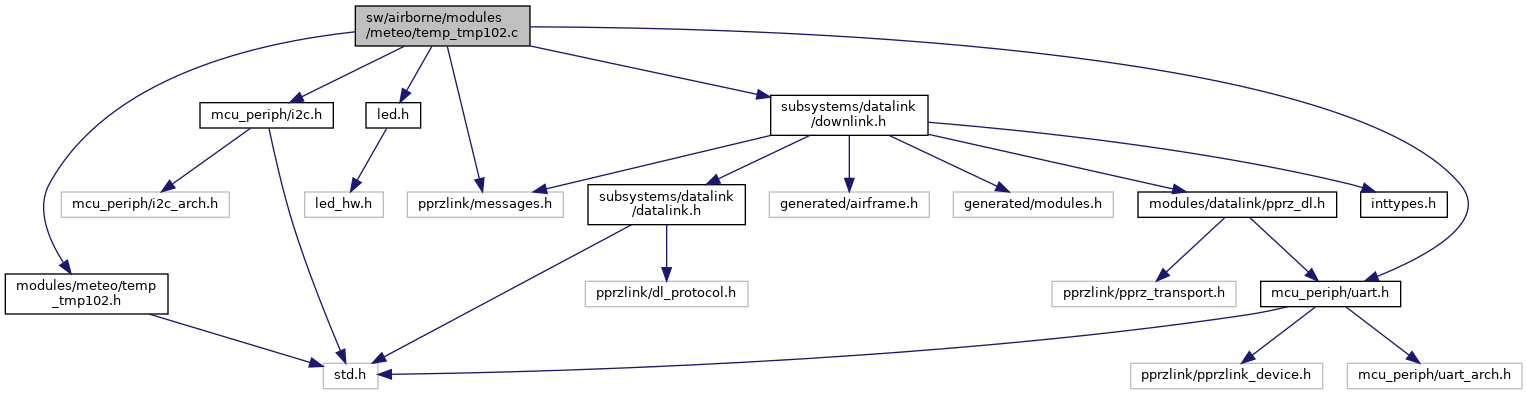 sw/airborne/modules
/meteo/temp_tmp102.c
mcu_periph/i2c.h
led.h
subsystems/datalink
/downlink.h
mcu_periph/i2c_arch.h
led_hw.h
pprzlink/messages.h
subsystems/datalink
/datalink.h
generated/airframe.h
generated/modules.h
modules/datalink/pprz_dl.h
inttypes.h
modules/meteo/temp
_tmp102.h
pprzlink/dl_protocol.h
pprzlink/pprz_transport.h
mcu_periph/uart.h
std.h
pprzlink/pprzlink_device.h
mcu_periph/uart_arch.h